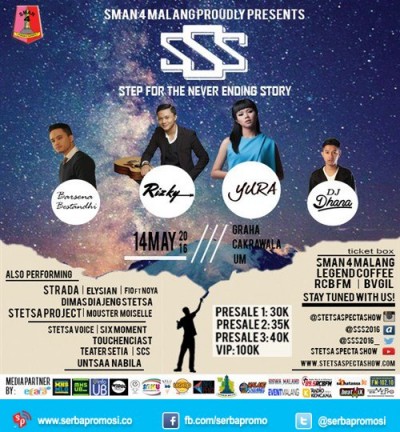 SMAN 4 MALANG PROUDLY PRESENTS
SSS
STEP FOR THE NEVER ENDING STORY
Barsena
Bestandhi
Rizky
YURA
DJ
Dhana
14 MAY 2016
GRAHA
CAKRAWALA
UM
ALSO PERFORMING
STRADA | ELYSIAN | FIO ft NOYA
DIMAS DIAJENG STETSA
STETSA PROJECT | MOUSTER MOISELLE
STETSA VOICE | SIX MOMENT
TOUCHENCIAST
TEATER SETIA | SCS
UNTSAA NABILA
PRESALE 1: 30K
PRESALE 2: 35K
PRESALE 3: 40K
VIP: 100K
ticket box
SMAN 4 MALANG
LEGEND COFFEE
RCB FM | BVGIL
STAY TUNED WITH US!
@STETSASPECTASHOW
@SSS2016
@SSS2016_
STETSA SPECTA SHOW
WWW.STETSASPECTASHOW.COM
MEDIA PARTNER
BY:
www.serbapromosi.co
fb.com/serbapromo
@serbapromosi